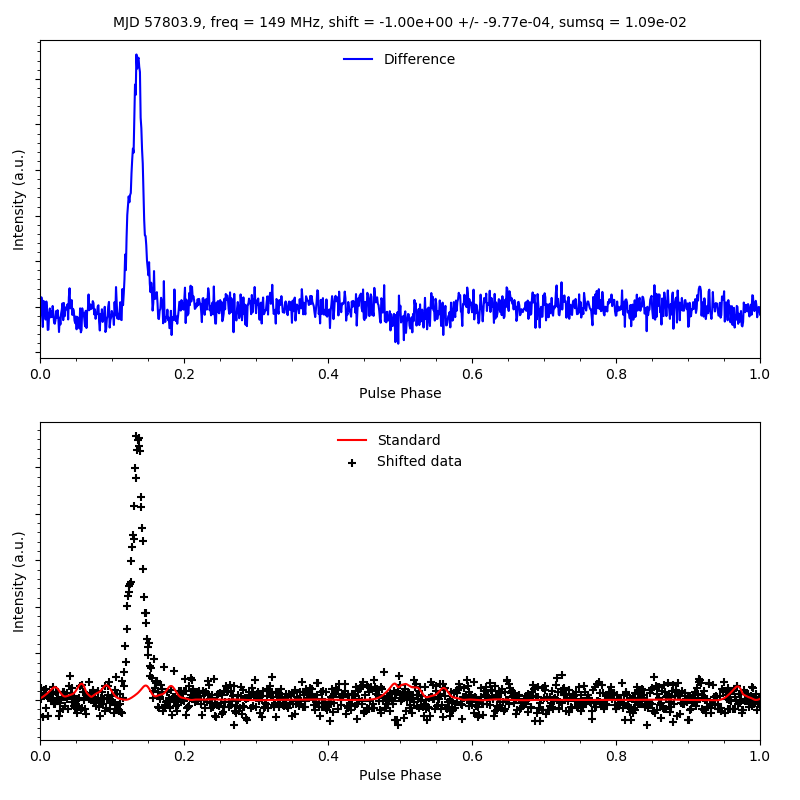 MJD 57803.9, freq = 149 MHz, shift = -1.00e+00 +/- -9.77e-04, sumsq = 1.09e-02
Difference
Intensity (a.u.)
0.0 0.2 0.4 0.6 0.8 1.0
Pulse Phase
Standard
Shifted data
Intensity (a.u.)
0.0 0.2 0.4 0.6 0.8 1.0
Pulse Phase